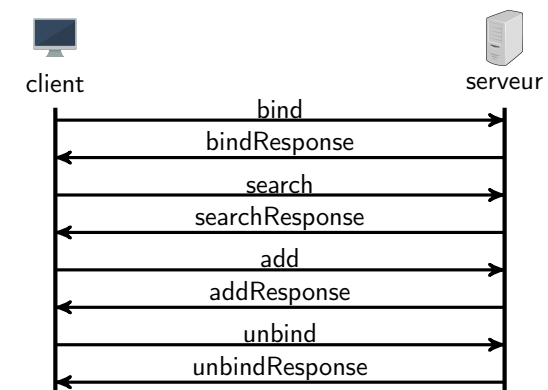 client
serveur
bind
bindResponse
search
searchResponse
add
addResponse
unbind
unbindResponse